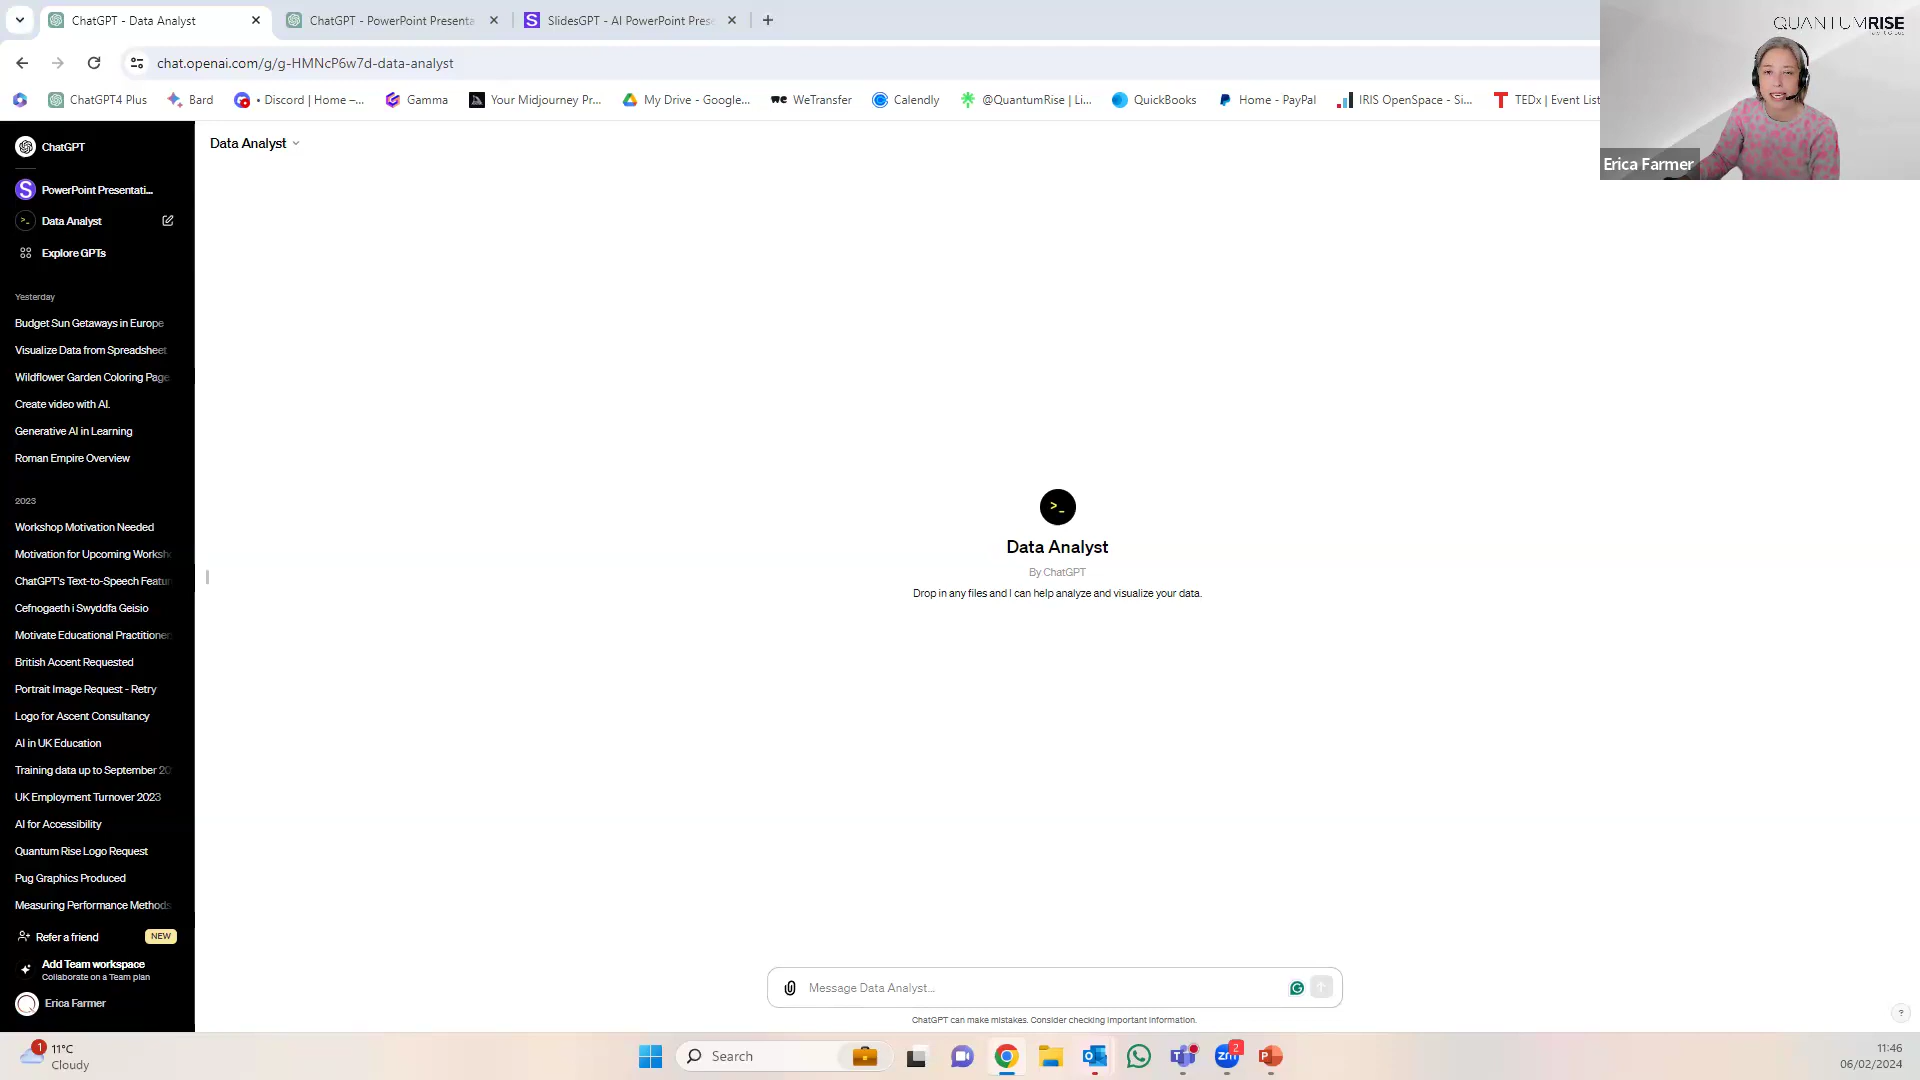 ChatGPT - Data Analyst
ChatGPT - PowerPoint Presenta
SlidesGPT - AI PowerPoint Pres
chat.openai.com/g/g-HMNcP6w7d-data-analyst
ChatGPT4 Plus
Bard
• Discord | Home –...
Gamma
Your Midjourney Pr...
My Drive - Google...
we WeTransfer
Calendly
@QuantumRise | Li...
QuickBooks
Home - PayPal
IRIS OpenSpace - Si...
TEDx | Event List
QUANTUMRISE
Erica Farmer
ChatGPT
S PowerPoint Presentati...
>_ Data Analyst
Explore GPTs
Yesterday
Budget Sun Getaways in Europe
Visualize Data from Spreadsheet
Wildflower Garden Coloring Page
Create video with AI.
Generative AI in Learning
Roman Empire Overview
2023
Workshop Motivation Needed
Motivation for Upcoming Worksh
ChatGPT's Text-to-Speech Featur
Cefnogaeth i Swyddfa Geisio
Motivate Educational Practitioner
British Accent Requested
Portrait Image Request - Retry
Logo for Ascent Consultancy
AI in UK Education
Training data up to September 20
UK Employment Turnover 2023
AI for Accessibility
Quantum Rise Logo Request
Pug Graphics Produced
Measuring Performance Methods
Refer a friend NEW
Add Team workspace
Collaborate on a Team plan
Erica Farmer
Data Analyst
>_
Data Analyst
By ChatGPT
Drop in any files and I can help analyze and visualize your data.
Message Data Analyst...
ChatGPT can make mistakes. Consider checking important information.
?
1
11°C
Cloudy
Search
zm
2
11:46
06/02/2024